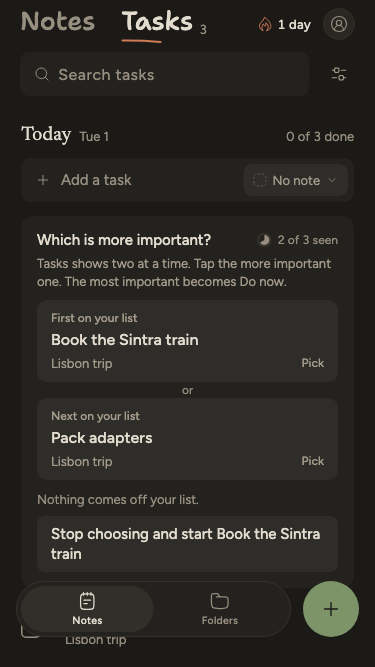 Notes Tasks 3
1 day
Search tasks
Today Tue 1
0 of 3 done
Add a task
No note
Which is more important?
2 of 3 seen
Tasks shows two at a time. Tap the more important
one. The most important becomes Do now.
First on your list
Book the Sintra train
Lisbon trip
Pick
or
Next on your list
Pack adapters
Lisbon trip
Pick
Nothing comes off your list.
Stop choosing and start Book the Sintra
train
Notes
Folders
Lisbon trip